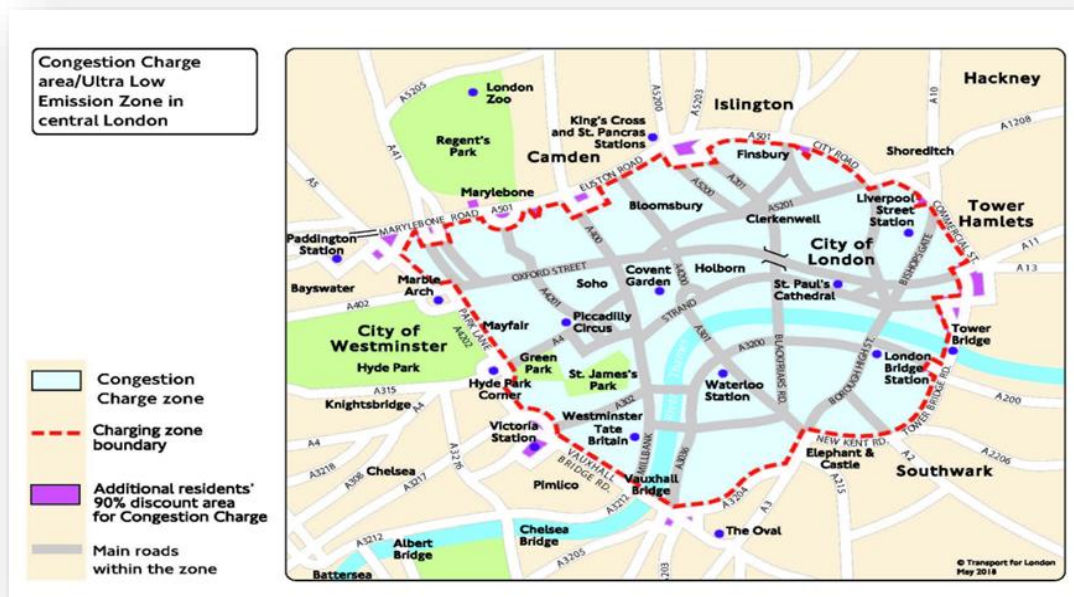 Congestion Charge
area/Ultra Low
Emission Zone in
central London
Congestion
Charge zone
Charging zone
boundary
Additional residents'
90% discount area
for Congestion Charge
Main roads
within the zone
Hackney
A10
A1208
Islington
A5200
A5203
King's Cross
and St. Pancras
Stations
London
Zoo
A5205
Regent's
Park
A41
Camden
A501
Finsbury
CITY ROAD
Shoreditch
EUSTON ROAD
A5200
A201
Marylebone
A501
MARYLEBONE ROAD
A5
Bloomsbury
A5201
Clerkenwell
Liverpool
Street
Station
COMMERCIAL ST.
Tower
Hamlets
A11
A13
Paddington
Station
Bayswater
A400
City of
London
BISHOPSGATE
OXFORD STREET
Soho
Covent
Garden
A4200
Holborn
St. Paul's
Cathedral
Marble
Arch
A402
PARK LANE
A4202
Mayfair
A4201
Piccadilly
Circus
STRAND
City of
Westminster
Hyde Park
A4
Green
Park
St. James's
Park
A301
A3200
BLACKFRIARS RD.
BOROUGH HIGH ST.
London
Bridge
Station
Tower
Bridge
TOWER BRIDGE RD.
A200
Waterloo
Station
Hyde Park
Corner
A315
Knightsbridge
A4
A302
Westminster
Tate
Britain
Victoria
Station
MILLBANK
VAUXHALL
BRIDGE RD.
Vauxhall
Bridge
A3036
NEW KENT RD.
Elephant &
Castle
A2
A2206
Southwark
A215
A3
A3204
The Oval
A4
A3218
A308
A3217
A3216
Chelsea
Pimlico
A3212
Chelsea
Bridge
A3205
A203
A3212
Albert
Bridge
Battersea
© Transport for London
May 2018